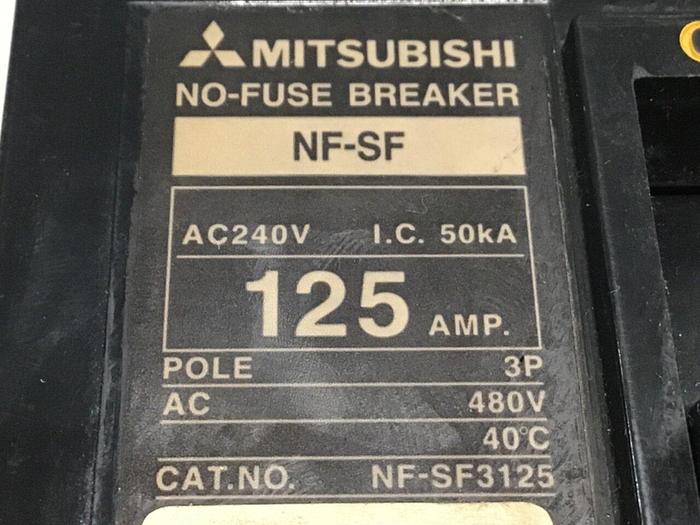 MITSUBISHI
NO-FUSE BREAKER
NF-SF
AC240V I.C. 50kA
125 AMP.
POLE 3P
AC 480V
40°C
CAT.NO. NF-SF3125